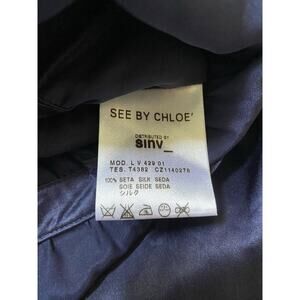 SEE BY CHLOE'
DISTRIBUTED BY
sinv_
MOD. L V 429 01
TES. T4382 CZ1140278
100% SETA SILK SEDA
SOIE SEIDE SEDA
シルク